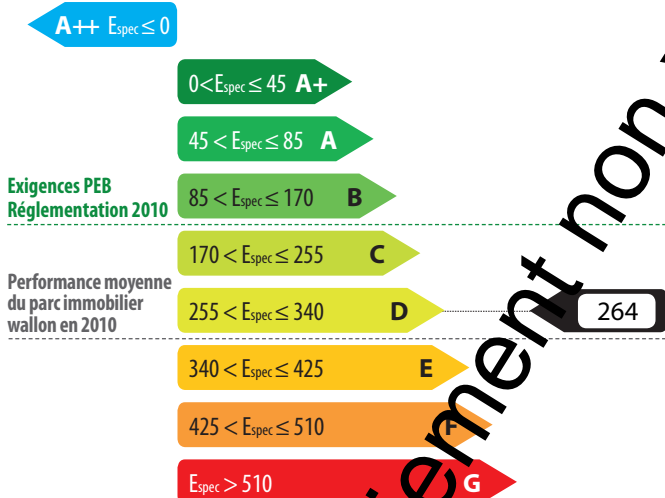 A++ Espec ≤ 0
0<Espec ≤ 45 A+
45 < Espec ≤ 85 A
Exigences PEB
Réglementation 2010
85 < Espec ≤ 170 B
170 < Espec ≤ 255 C
Performance moyenne
du parc immobilier
wallon en 2010
255 < Espec ≤ 340 D
264
340 < Espec ≤ 425 E
425 < Espec ≤ 510 F
Espec > 510 G
non